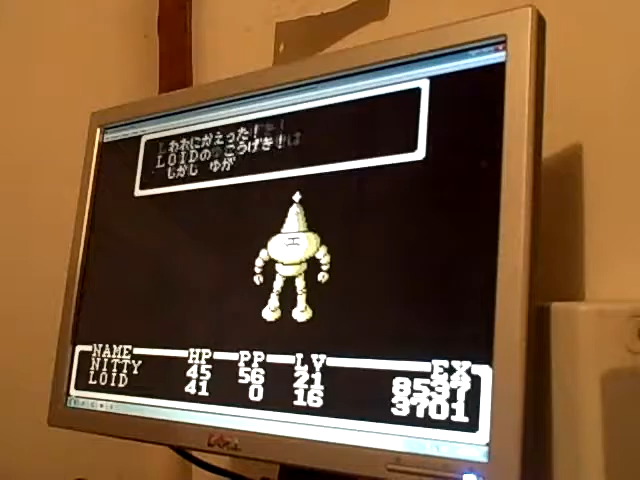 われにかえった!
LOIDの こうげき!
しかし
NAME HP PP LV EX
NITTY 45 56 21
LOID 41 0 16 3701
DELL